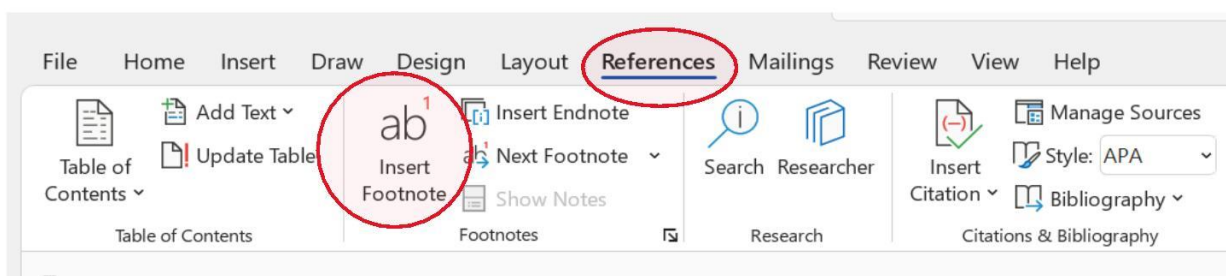 File Home Insert Draw Design Layout References Mailings Review View Help
Table of
Contents
Add Text
Update Table
Table of Contents
ab1
Insert
Footnote
Insert Endnote
Next Footnote
Show Notes
Footnotes
Search Researcher
Research
Insert
Citation
Manage Sources
Style: APA
Bibliography
Citations & Bibliography